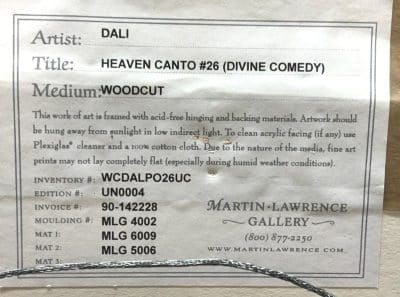 Artist: DALI
Title: HEAVEN CANTO #26 (DIVINE COMEDY)
Medium: WOODCUT
This work of art is framed with acid-free hinging and backing materials. Artwork should
be hung away from sunlight in low indirect light. To clean acrylic facing (if any) use
Plexiglas® cleaner and a 100% cotton cloth. Due to the nature of the media, fine art
prints may not lay completely flat (especially during humid weather conditions).
INVENTORY #: WCDALPO26UC
EDITION #: UN0004
INVOICE #: 90-142228
MOULDING #: MLG 4002
MAT 1: MLG 6009
MAT 2: MLG 5006
MAT 3:
MARTIN · LAWRENCE
GALLERY
(800) 877-2250
WWW.MARTINLAWRENCE.COM